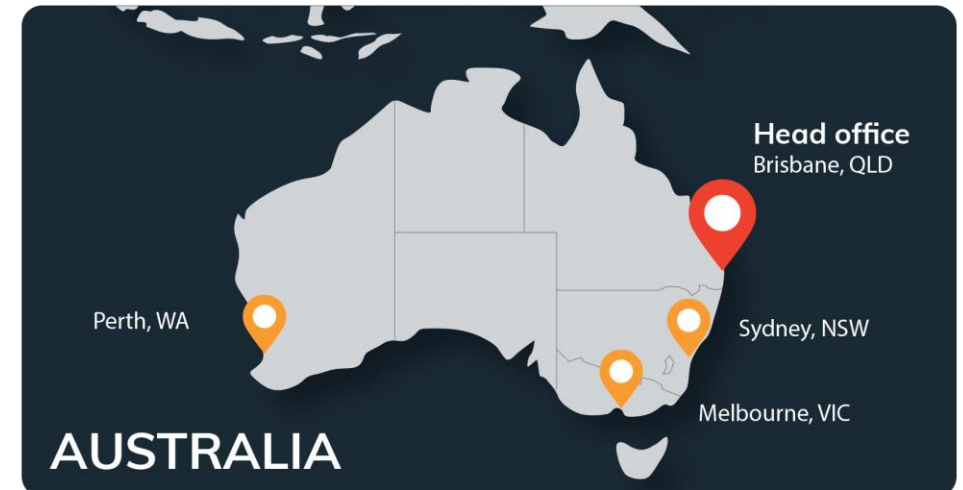 Head office
Brisbane, QLD
Perth, WA
Sydney, NSW
Melbourne, VIC
AUSTRALIA